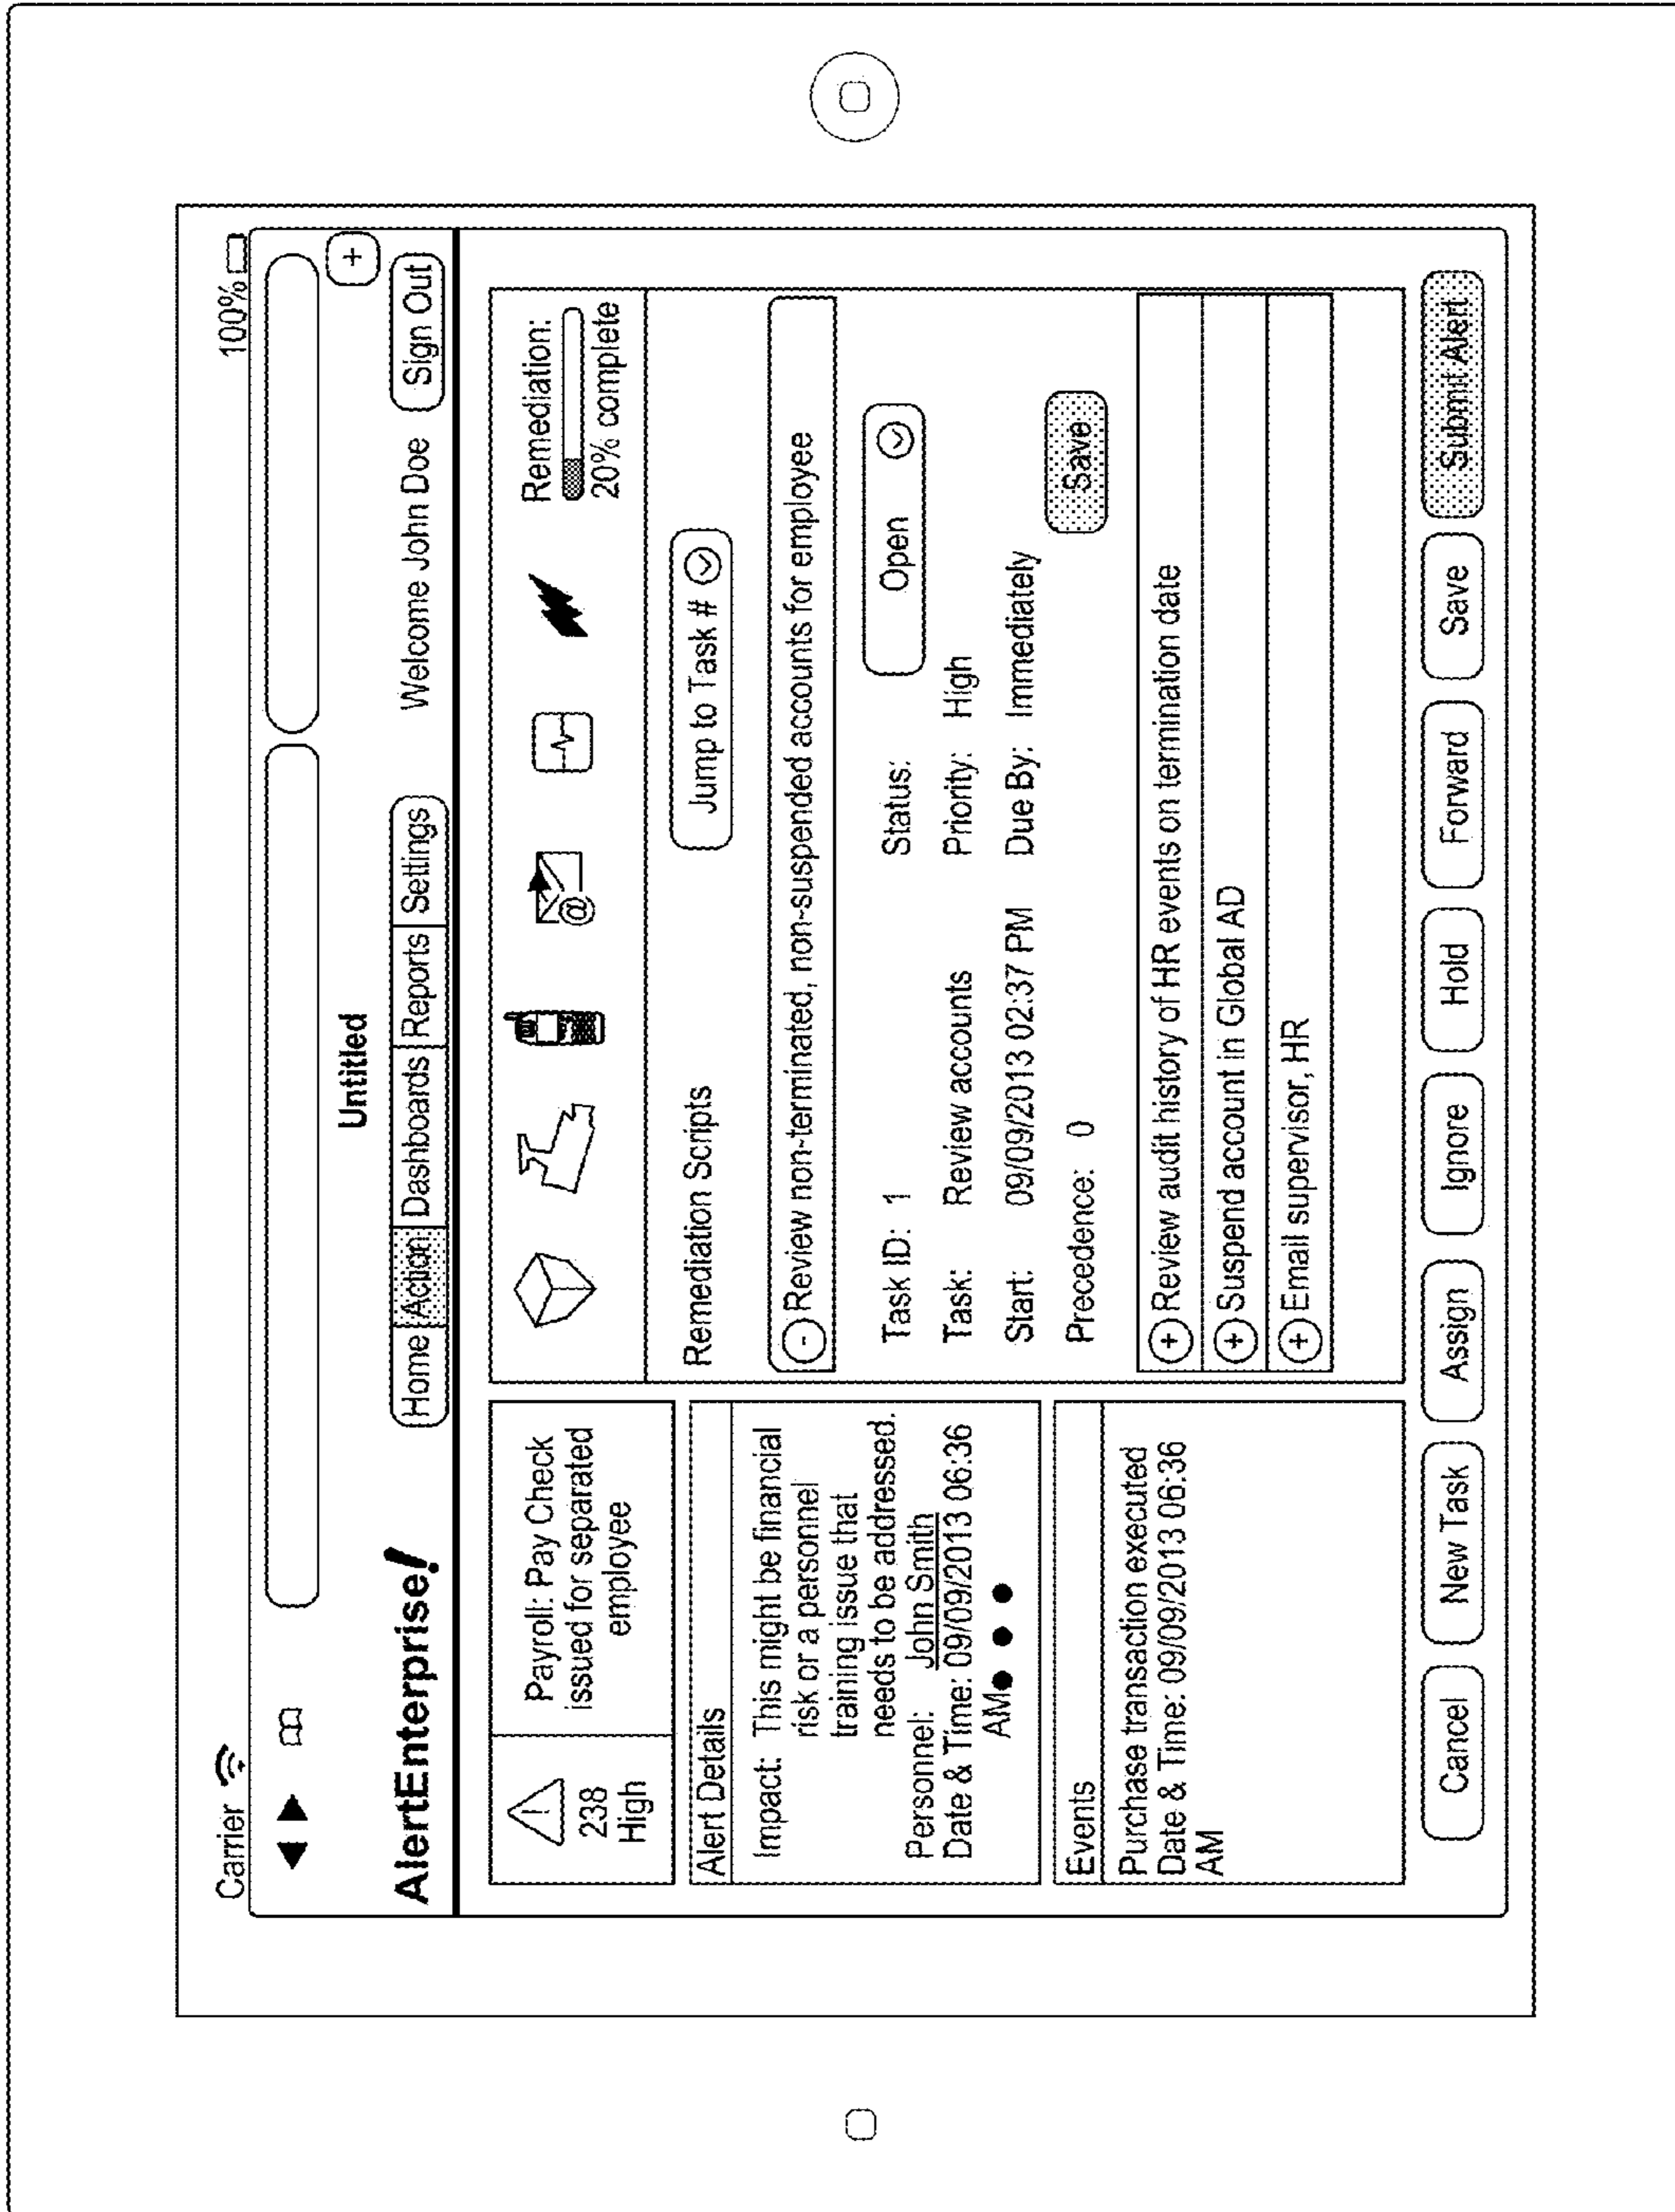 Carrier 100%
Untitled
+
AlertEnterprise!
Home Action Dashboards Reports Settings
Welcome John Doe
Sign Out
238
High
Payroll: Pay Check
issued for separated
employee
Alert Details
Impact: This might be financial
risk or a personnel
training issue that
needs to be addressed.
Personnel: John Smith
Date & Time: 09/09/2013 06:36
AM
Events
Purchase transaction executed
Date & Time: 09/09/2013 06:36
AM
@
Remediation:
20% complete
Remediation Scripts
Jump to Task #
- Review non-terminated, non-suspended accounts for employee
Task ID: 1 Status: Open
Task: Review accounts Priority: High
Start: 09/09/2013 02:37 PM Due By: Immediately
Precedence: 0
Save
+ Review audit history of HR events on termination date
+ Suspend account in Global AD
+ Email supervisor, HR
Cancel New Task Assign Ignore Hold Forward Save Submit Alert